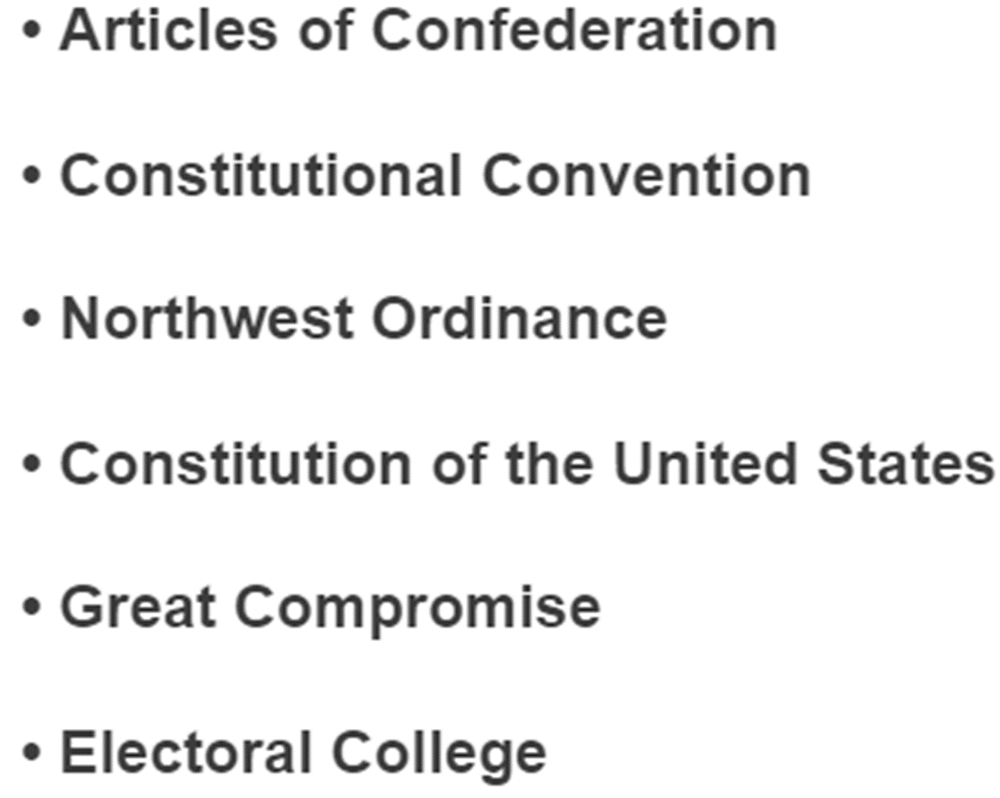 • Articles of Confederation
• Constitutional Convention
• Northwest Ordinance
• Constitution of the United States
• Great Compromise
• Electoral College